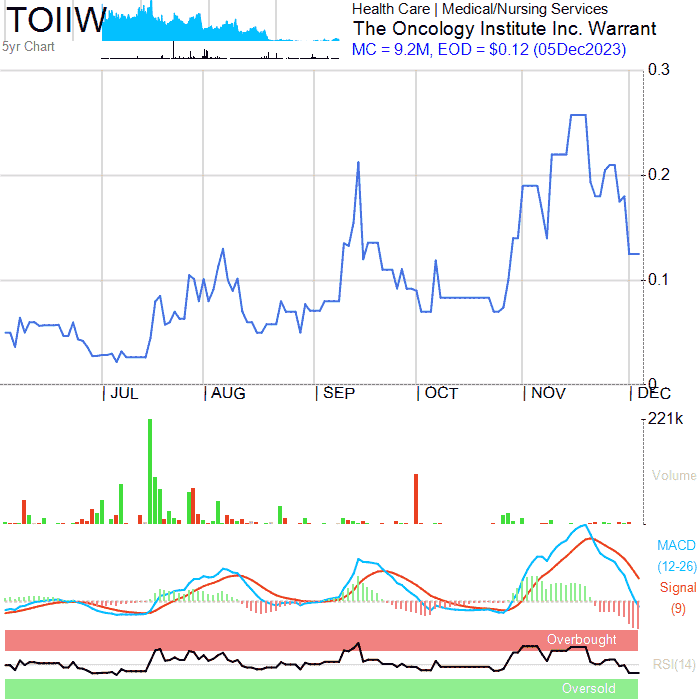 TOIIW
5yr Chart
Health Care | Medical/Nursing Services
The Oncology Institute Inc. Warrant
MC = 9.2M, EOD = $0.12 (05Dec2023)
0.3
0.2
0.1
0
JUL
AUG
SEP
OCT
NOV
DEC
221k
Volume
MACD
(12-26)
Signal
(9)
Overbought
RSI(14)
Oversold